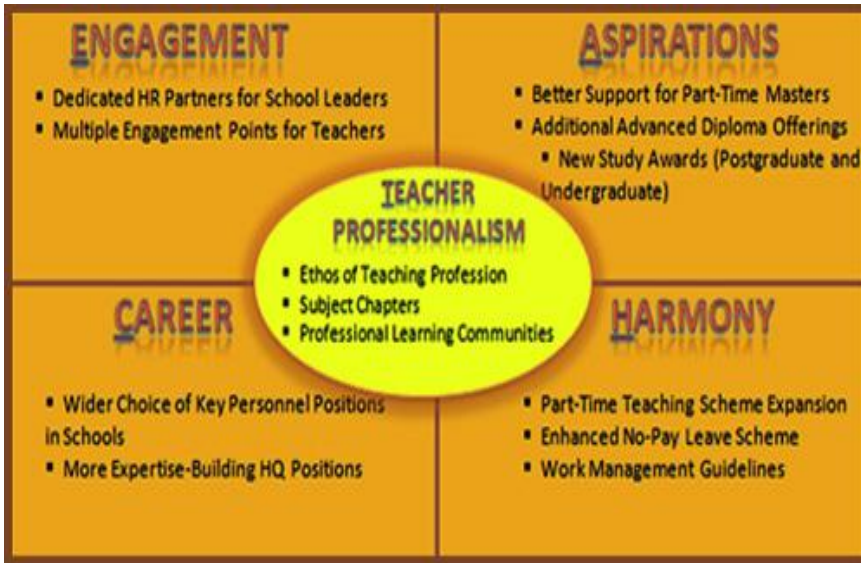 ENGAGEMENT
▪ Dedicated HR Partners for School Leaders
▪ Multiple Engagement Points for Teachers
ASPIRATIONS
▪ Better Support for Part-Time Masters
▪ Additional Advanced Diploma Offerings
▪ New Study Awards (Postgraduate and
Undergraduate)
TEACHER
PROFESSIONALISM
▪ Ethos of Teaching Profession
▪ Subject Chapters
▪ Professional Learning Communities
CAREER
▪ Wider Choice of Key Personnel Positions
in Schools
▪ More Expertise-Building HQ Positions
HARMONY
▪ Part-Time Teaching Scheme Expansion
▪ Enhanced No-Pay Leave Scheme
▪ Work Management Guidelines